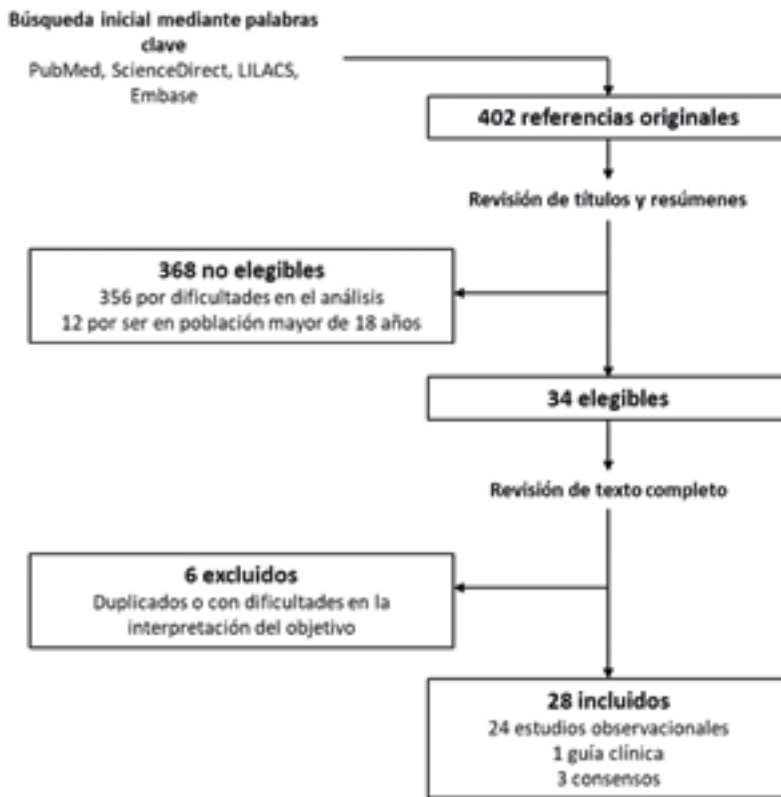 Búsqueda inicial mediante palabras
clave
PubMed, ScienceDirect, LILACS,
Embase
402 referencias originales
Revisión de títulos y resúmenes
368 no elegibles
356 por dificultades en el análisis
12 por ser en población mayor de 18 años
34 elegibles
Revisión de texto completo
6 excluidos
Duplicados o con dificultades en la
interpretación del objetivo
28 incluidos
24 estudios observacionales
1 guía clínica
3 consensos